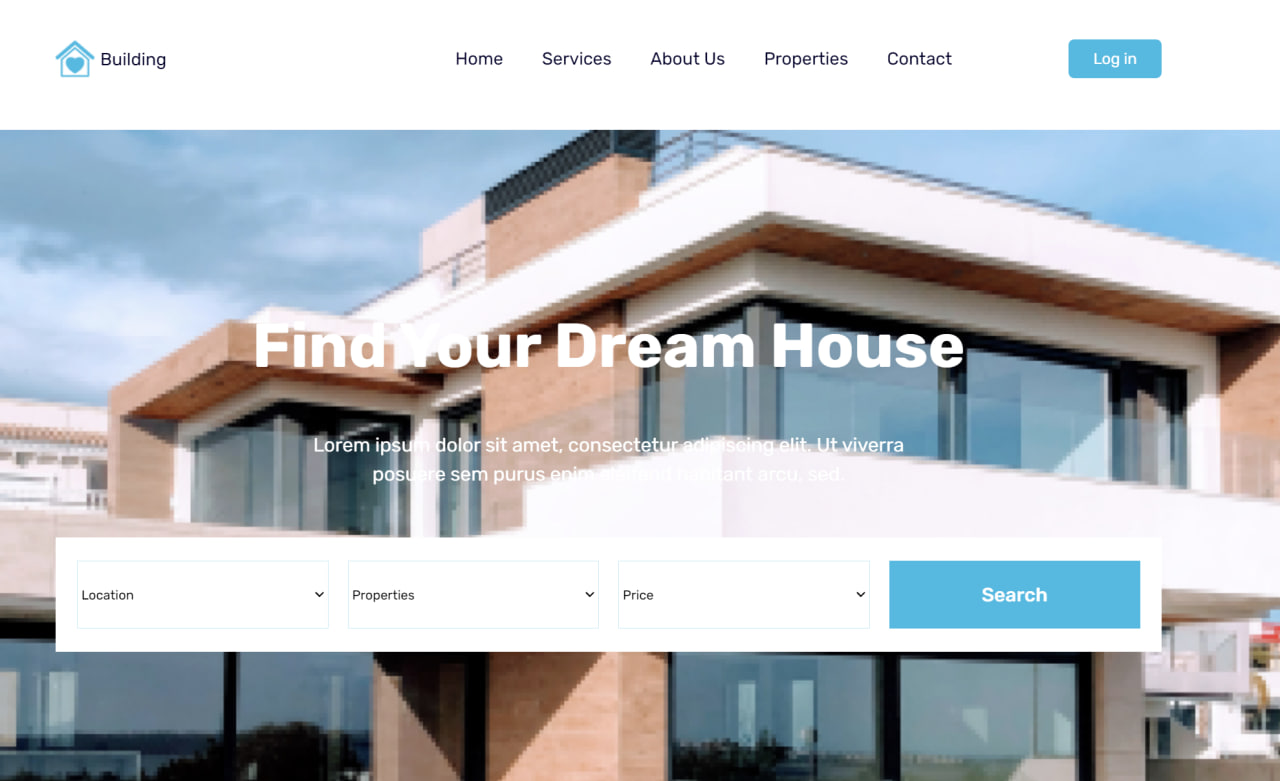 Building
Home Services About Us Properties Contact
Log in
Find Your Dream House
Lorem ipsum dolor sit amet, consectetur adipiscing elit. Ut viverra
posuere sem purus enim eleifend habitant arcu, sed.
Location Properties Price Search